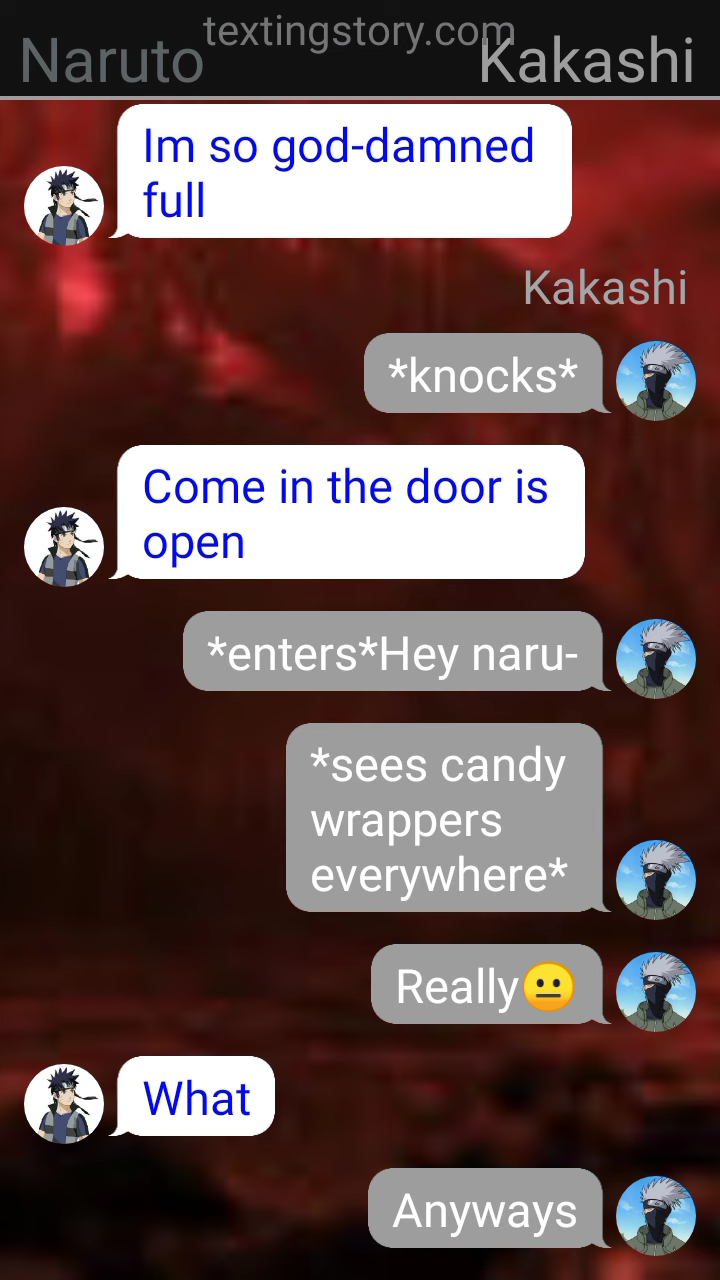 textingstory.com
Naruto
Kakashi
Im so god-damned
full
Kakashi
*knocks*
Come in the door is
open
*enters*Hey naru-
*sees candy
wrappers
everywhere*
Really😐
What
Anyways